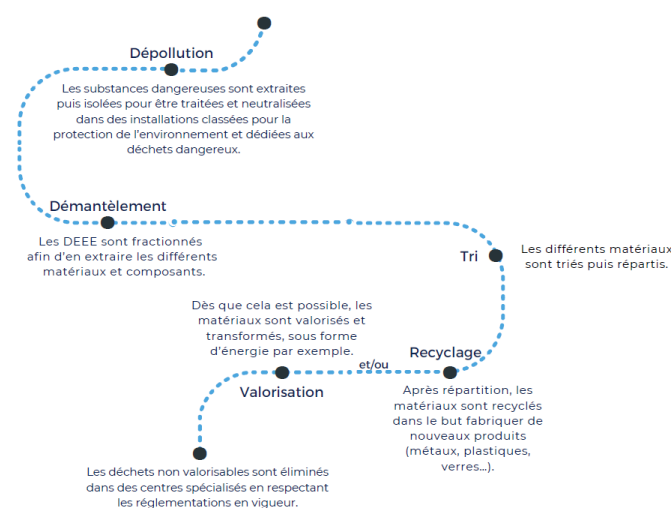 Dépollution
Les substances dangereuses sont extraites
puis isolées pour être traitées et neutralisées
dans des installations classées pour la
protection de l'environnement et dédiées aux
déchets dangereux.
Démantèlement
Les DEEE sont fractionnés
afin d'en extraire les différents
matériaux et composants.
Tri
Les différents matériaux
sont triés puis répartis.
Recyclage
Après répartition, les
matériaux sont recyclés
dans le but fabriquer de
nouveaux produits
(métaux, plastiques,
verres...).
et/ou
Dès que cela est possible, les
matériaux sont valorisés et
transformés, sous forme
d'énergie par exemple.
Valorisation
Les déchets non valorisables sont éliminés
dans des centres spécialisés en respectant
les réglementations en vigueur.